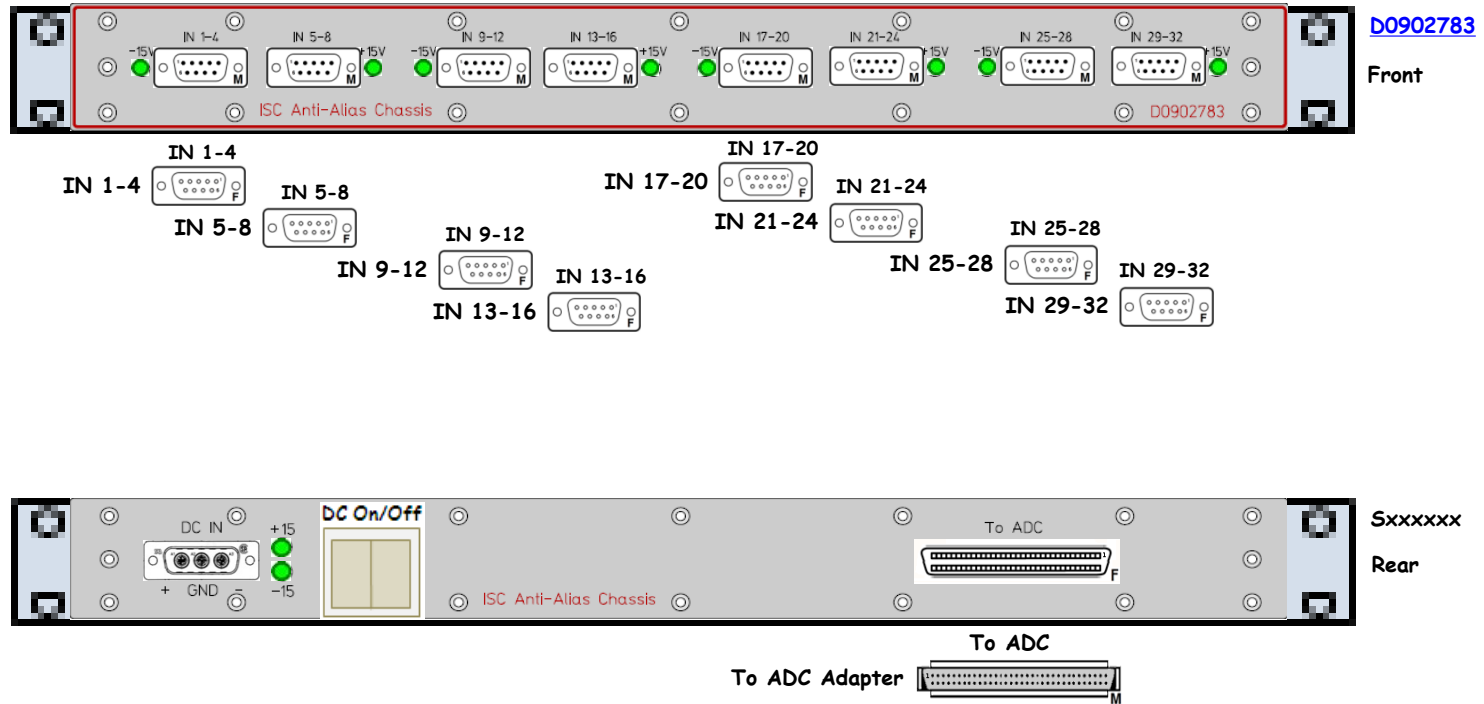 IN 1-4 IN 5-8 IN 9-12 IN 13-16 IN 17-20 IN 21-24 IN 25-28 IN 29-32 D0902783
-15V +15V -15V +15V -15V +15V -15V +15V
M M M M M M M M
Front
ISC Anti-Alias Chassis D0902783
IN 1-4 IN 17-20
IN 1-4 F IN 17-20 F
IN 5-8 IN 21-24
IN 5-8 F IN 21-24 F
IN 9-12 IN 25-28
IN 9-12 F IN 25-28 F
IN 13-16 IN 29-32
IN 13-16 F IN 29-32 F
DC IN +15 DC On/Off To ADC Sxxxxxx
1
F
Rear
+ GND - -15 ISC Anti-Alias Chassis
To ADC
To ADC Adapter 1
M